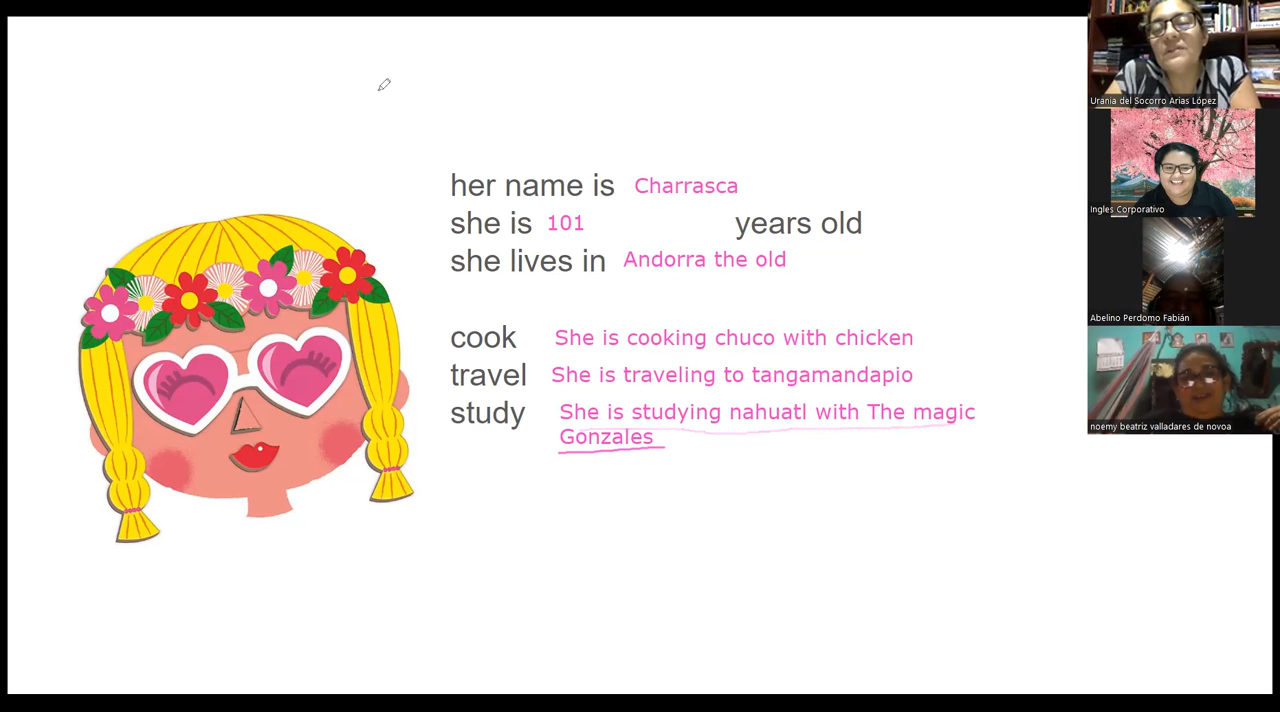 her name is Charrasca
she is 101 years old
she lives in Andorra the old
cook She is cooking chuco with chicken
travel She is traveling to tangamandapio
study She is studying nahuatl with The magic
Gonzales
Urania del Socorro Arias López
Ingles Corporativo
Abelino Perdomo Fabián
noemy beatriz valladares de novoa